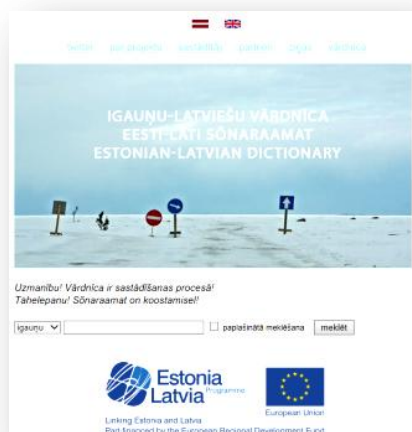 IGAUŅU-LATVIEŠU VĀRDNĪCA
EESTI-LÄTI SÕNARAAMAT
ESTONIAN-LATVIAN DICTIONARY
Uzmanību! Vārdnīca ir sastādīšanas procesā!
Tähelepanu! Sõnaraamat on koostamisel!
igauņu paplašinātā meklēšana meklēt
Estonia
Latvia Programme
European Union
Linking Estonia and Latvia
Part-financed by the European Regional Development Fund